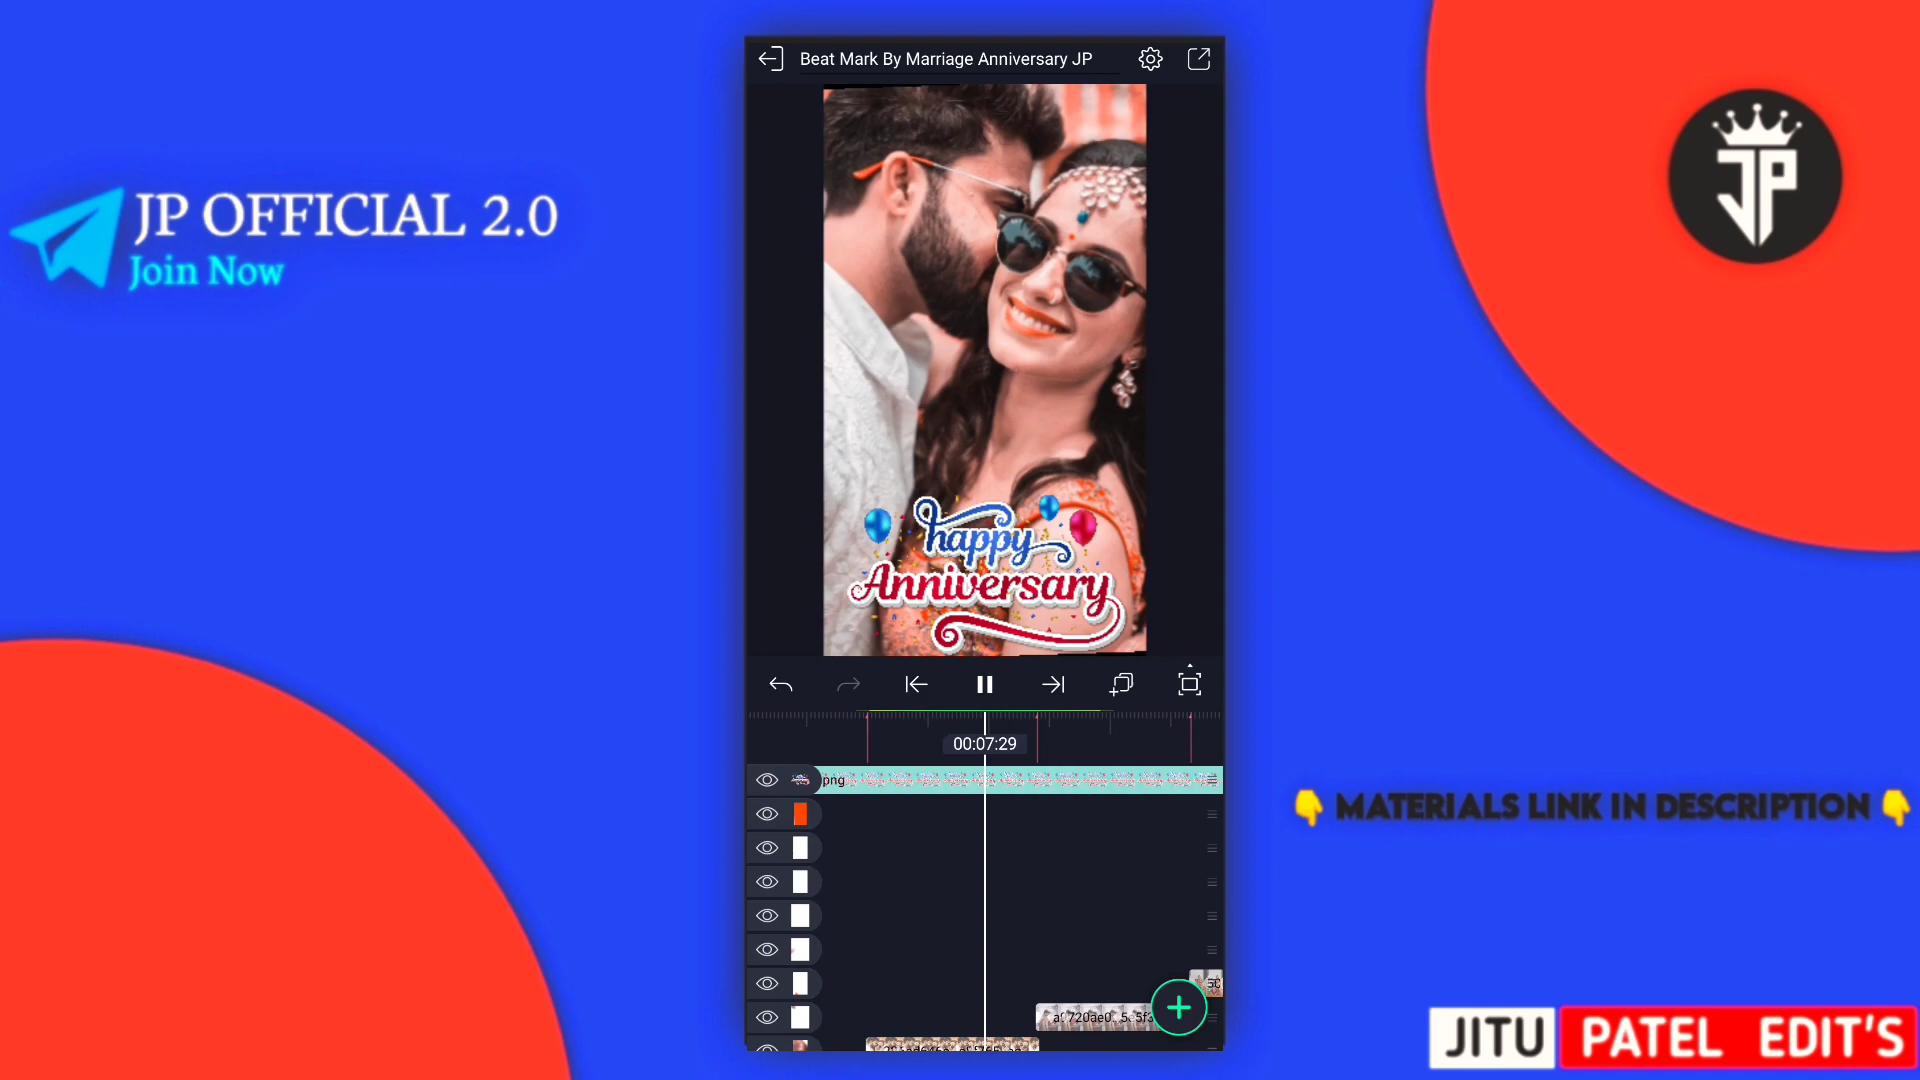 Beat Mark By Marriage Anniversary JP
JP OFFICIAL 2.0
Join Now
JP
happy
Anniversary
00:07:29
png
MATERIALS LINK IN DESCRIPTION
JITU PATEL EDIT'S